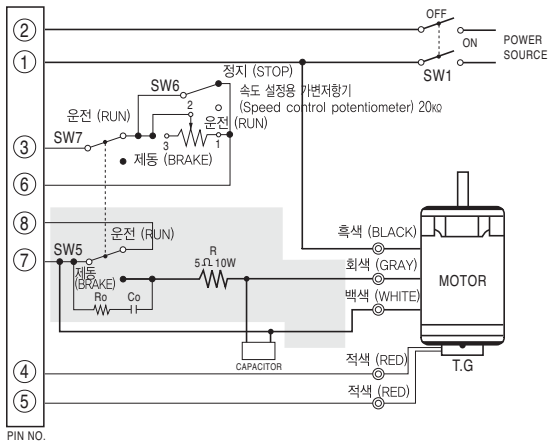 OFF
②
ON
POWER
SOURCE
①
SW1
정지 (STOP)
SW6
속도 설정용 가변저항기
(Speed control potentiometer) 20㏀
2
운전 (RUN)
운전 (RUN)
SW7
3
1
③
제동 (BRAKE)
⑥
⑧
운전 (RUN)
흑색 (BLACK)
SW5
R
⑦
5Ω 10W
회색 (GRAY)
제동
(BRAKE)
MOTOR
Ro
Co
백색 (WHITE)
CAPACITOR
적색 (RED)
④
T.G
적색 (RED)
⑤
PIN NO.